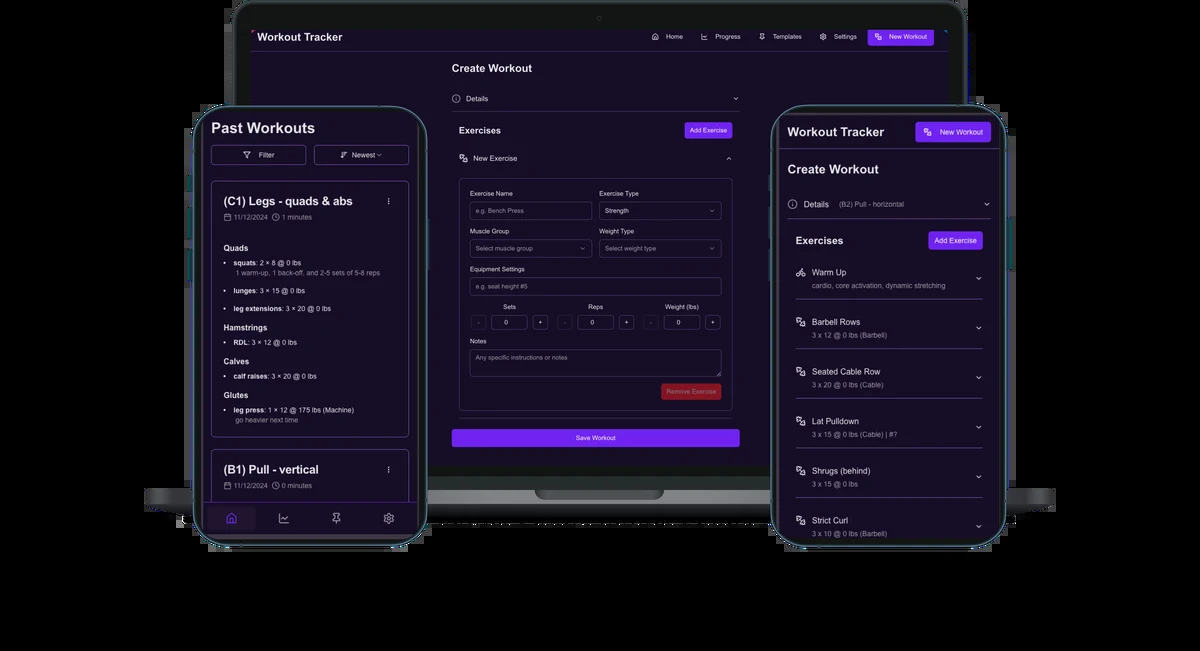 Workout Tracker
Home
Progress
Templates
Settings
New Workout
Create Workout
Details
Exercises
Add Exercise
New Exercise
Exercise Name
Exercise Type
e.g. Bench Press
Strength
Muscle Group
Weight Type
Select muscle group
Select weight type
Equipment Settings
e.g. seat height #5
Sets
Reps
Weight (lbs)
- 0 +
- 0 +
- 0 +
Notes
Any specific instructions or notes
Remove Exercise
Save Workout
Past Workouts
Filter
Newest
(C1) Legs - quads & abs
11/12/2024 1 minutes
Quads
• squats: 2 × 8 @ 0 lbs
1 warm-up, 1 back-off, and 2-5 sets of 5-8 reps
• lunges: 3 × 15 @ 0 lbs
• leg extensions: 3 × 20 @ 0 lbs
Hamstrings
• RDL: 3 × 12 @ 0 lbs
Calves
• calf raises: 3 × 20 @ 0 lbs
Glutes
• leg press: 1 × 12 @ 175 lbs (Machine)
go heavier next time
(B1) Pull - vertical
11/12/2024 0 minutes
Workout Tracker
New Workout
Create Workout
Details (B2) Pull - horizontal
Exercises
Add Exercise
Warm Up
cardio, core activation, dynamic stretching
Barbell Rows
3 x 12 @ 0 lbs (Barbell)
Seated Cable Row
3 x 20 @ 0 lbs (Cable)
Lat Pulldown
3 x 15 @ 0 lbs (Cable) | #?
Shrugs (behind)
3 x 15 @ 0 lbs
Strict Curl
3 x 10 @ 0 lbs (Barbell)